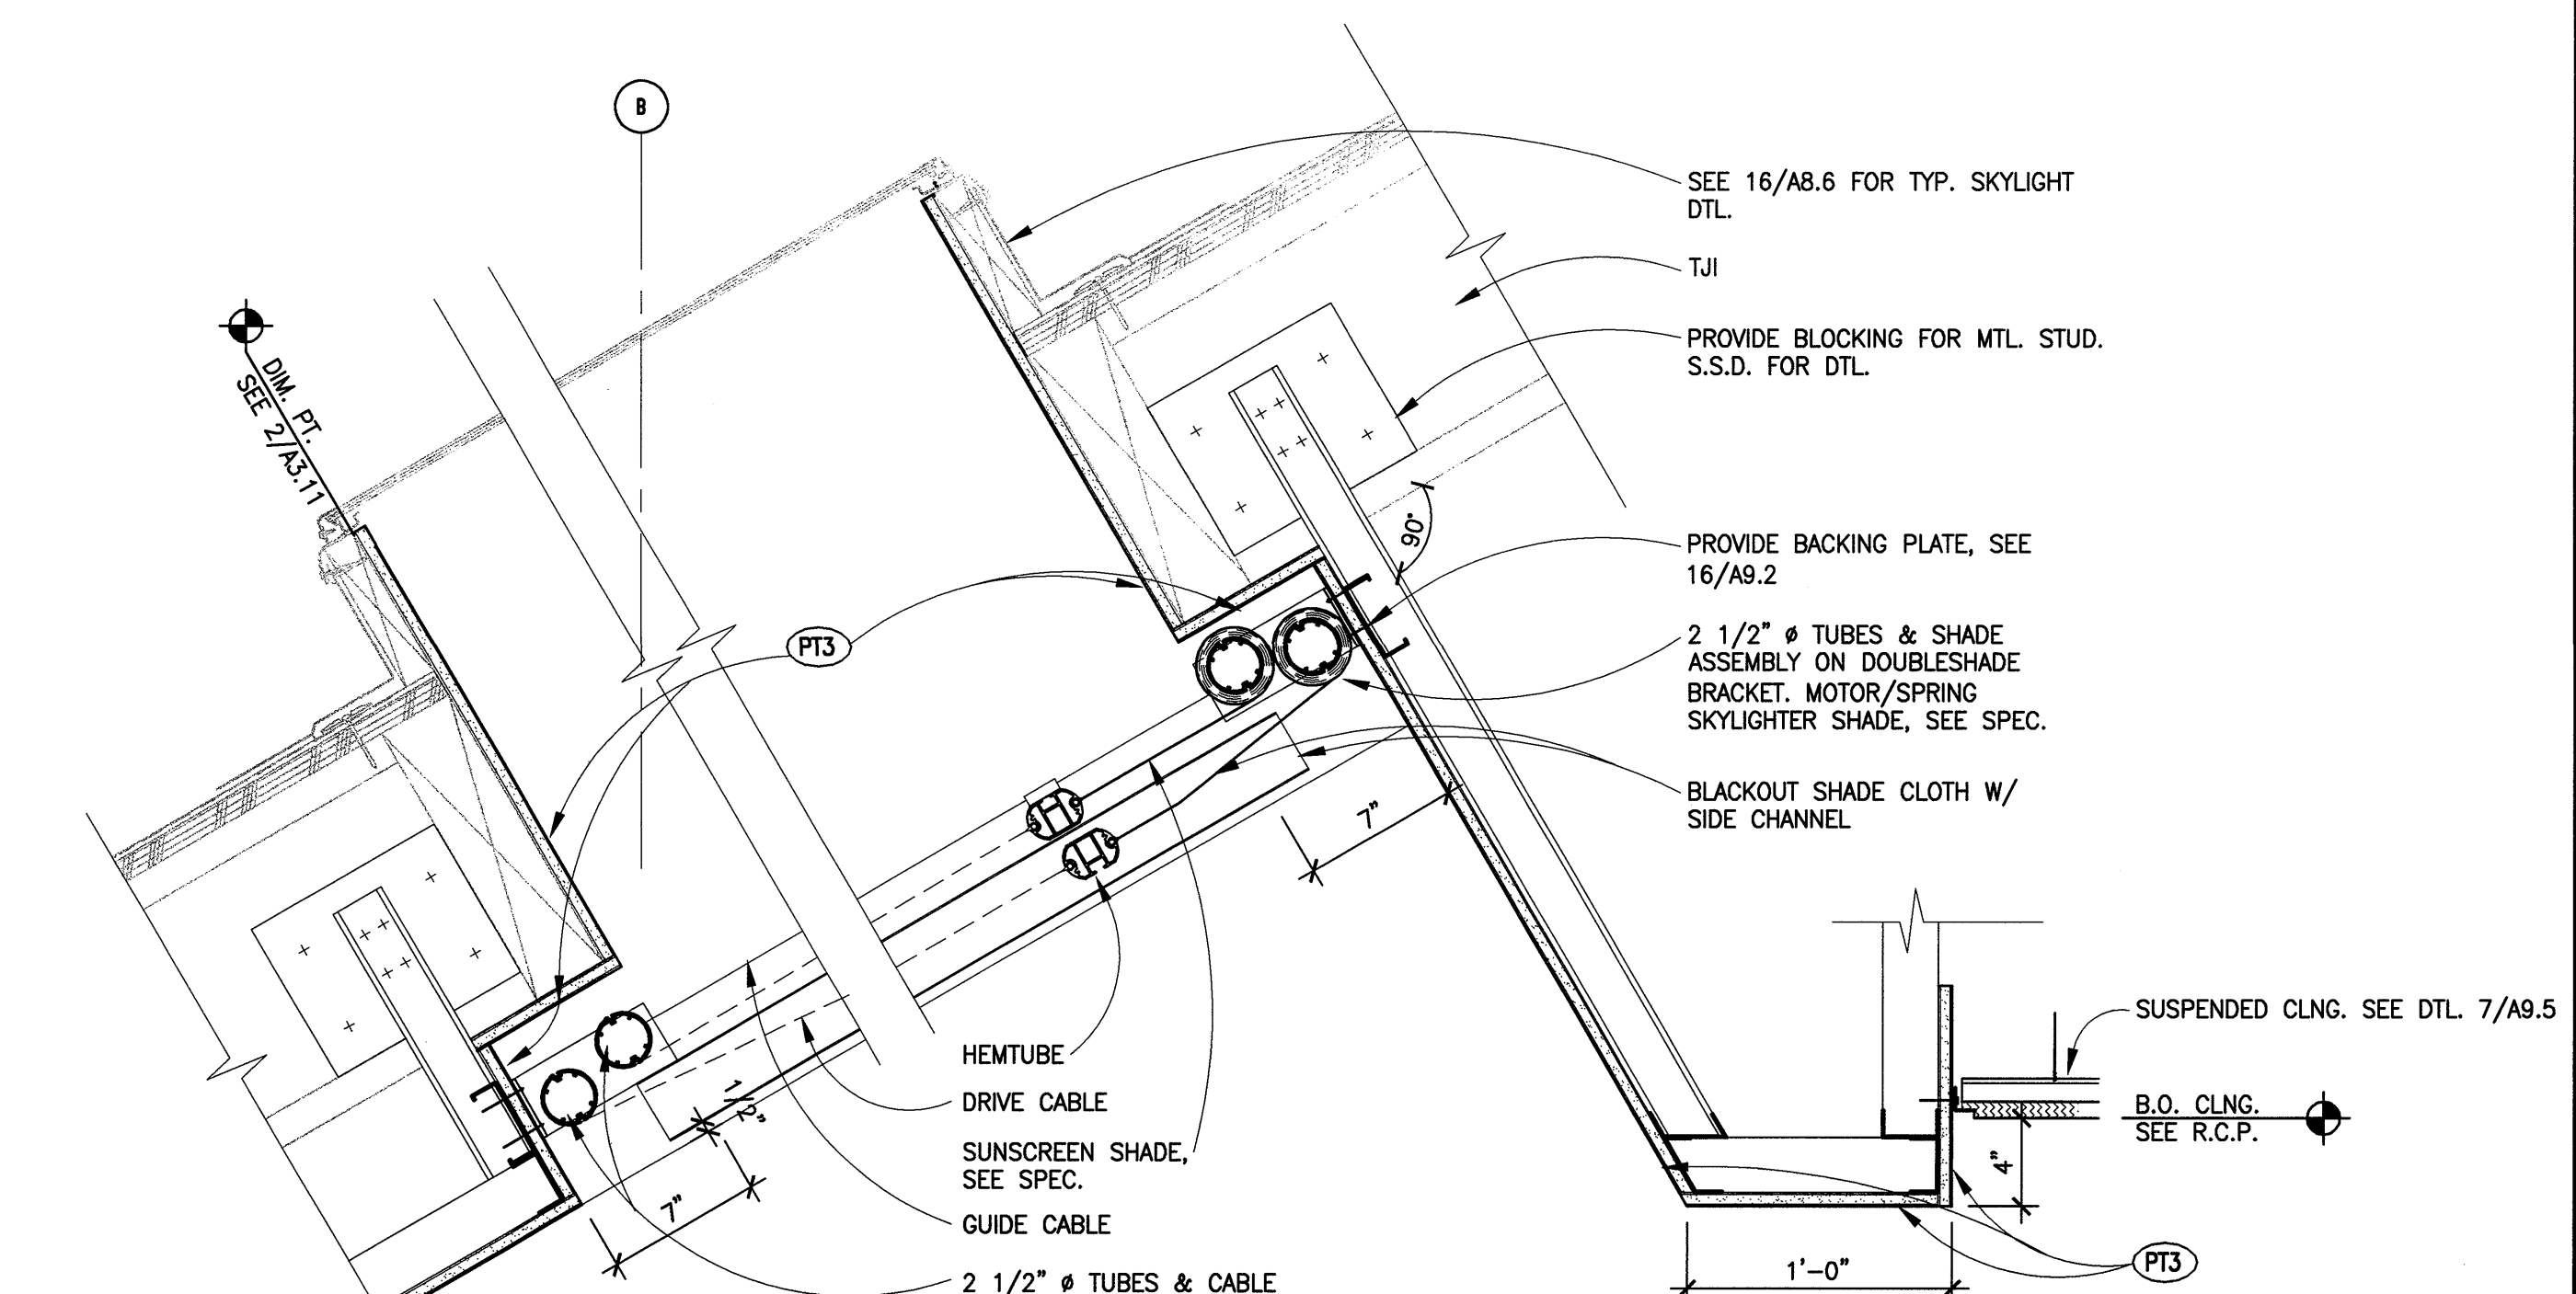 B
SEE 16/A8.6 FOR TYP. SKYLIGHT
DTL.
TJI
PROVIDE BLOCKING FOR MTL. STUD.
S.S.D. FOR DTL.
DIM. PT.
SEE 2/A3.11
90°
PROVIDE BACKING PLATE, SEE
16/A9.2
PT3
2 1/2" ø TUBES & SHADE
ASSEMBLY ON DOUBLESHADE
BRACKET. MOTOR/SPRING
SKYLIGHTER SHADE, SEE SPEC.
BLACKOUT SHADE CLOTH W/
SIDE CHANNEL
7"
SUSPENDED CLNG. SEE DTL. 7/A9.5
HEMTUBE
DRIVE CABLE
1/2"
B.O. CLNG.
SEE R.C.P.
SUNSCREEN SHADE,
SEE SPEC.
4"
7"
GUIDE CABLE
2 1/2" ø TUBES & CABLE
1'-0"
PT3